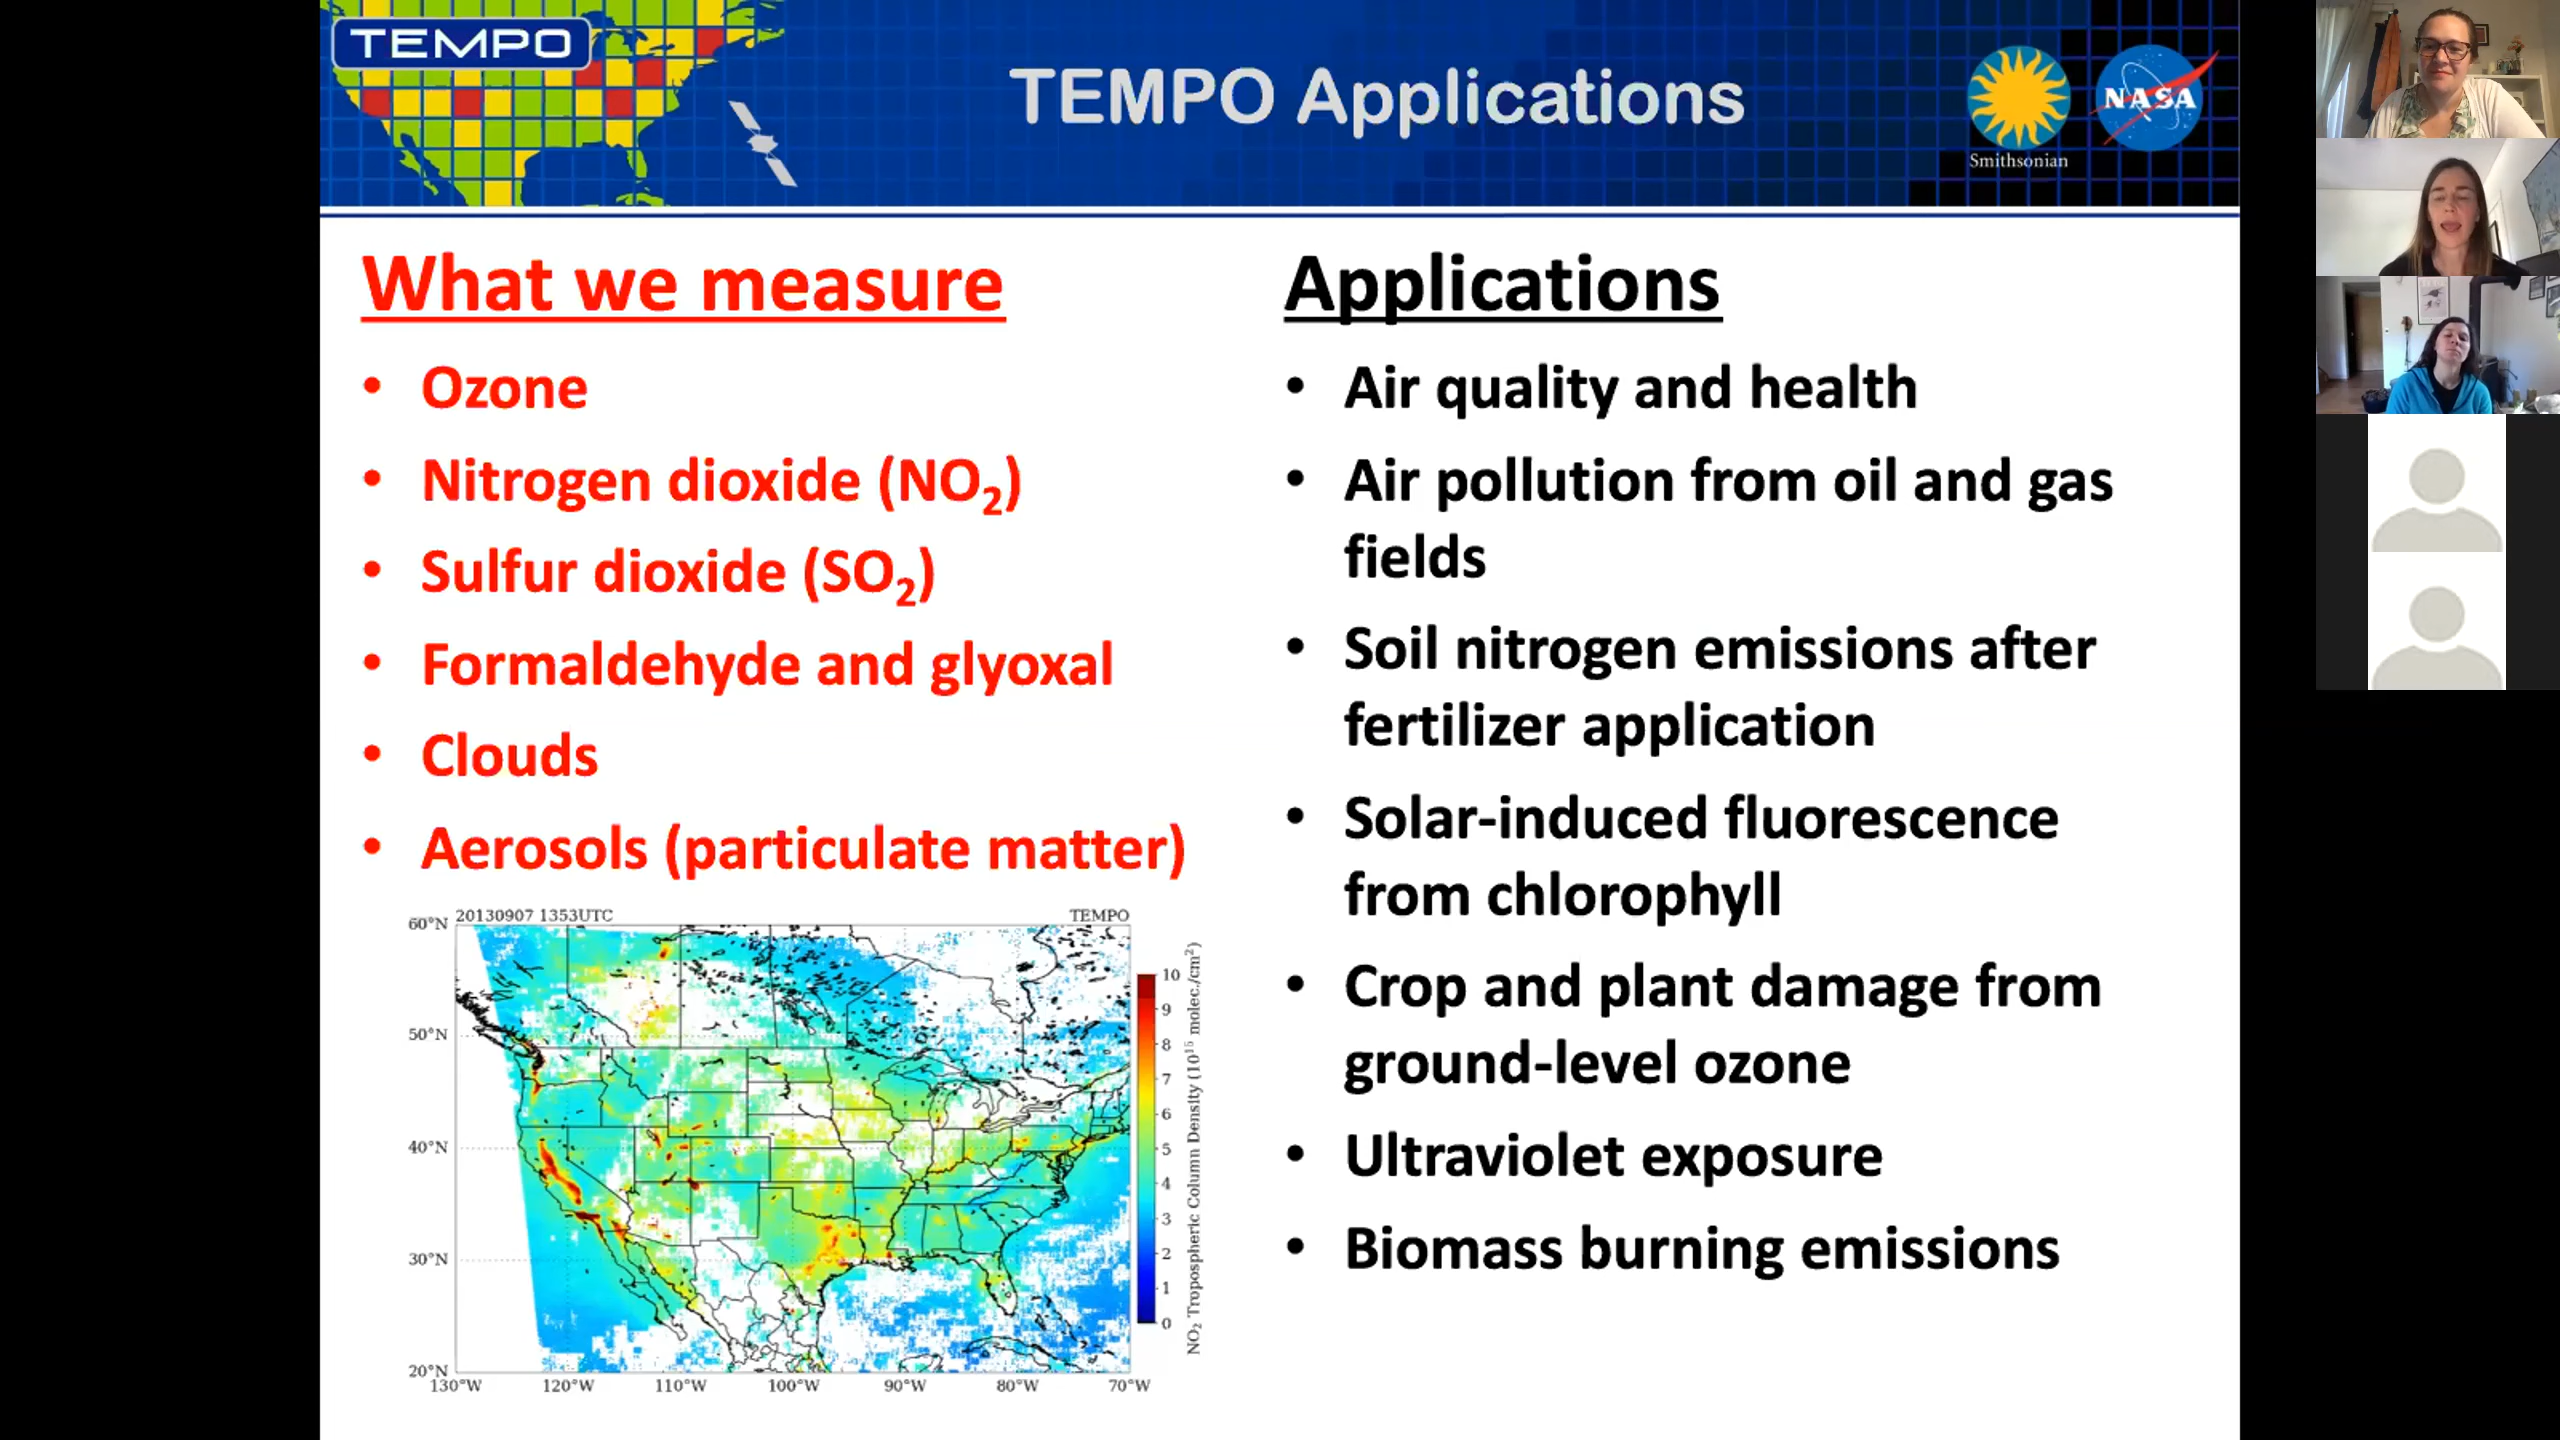 TEMPO
TEMPO Applications
Smithsonian
NASA
What we measure
• Ozone
• Nitrogen dioxide (NO₂)
• Sulfur dioxide (SO₂)
• Formaldehyde and glyoxal
• Clouds
• Aerosols (particulate matter)
20130907 1353UTC
TEMPO
60°N
50°N
40°N
30°N
20°N
130°W 120°W 110°W 100°W 90°W 80°W 70°W
10
9
8
7
6
5
4
3
2
1
0
NO₂ Tropospheric Column Density (10¹⁵ molec./cm²)
Applications
• Air quality and health
• Air pollution from oil and gas
fields
• Soil nitrogen emissions after
fertilizer application
• Solar-induced fluorescence
from chlorophyll
• Crop and plant damage from
ground-level ozone
• Ultraviolet exposure
• Biomass burning emissions